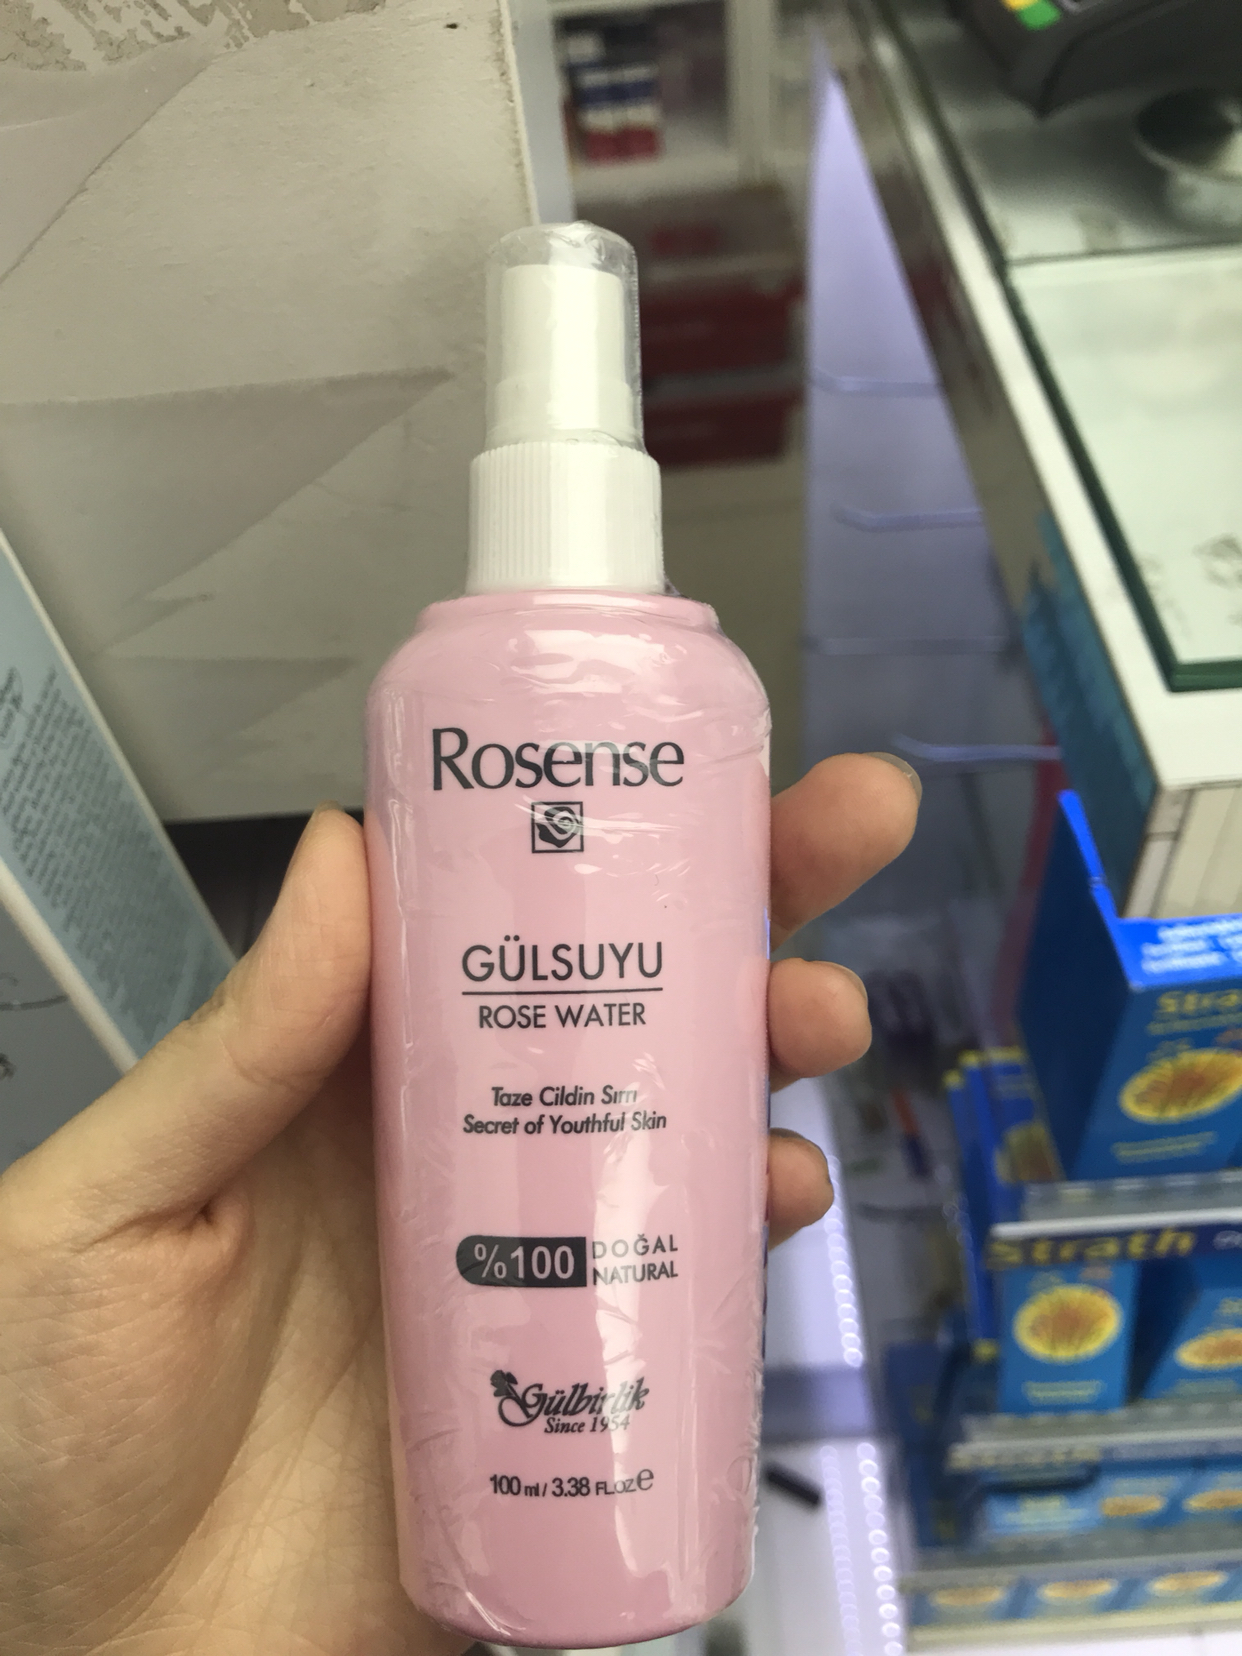 Rosense
GÜLSUYU
ROSE WATER
Taze Cildin Sırrı
Secret of Youthful Skin
%100 DOĞAL
NATURAL
Gülbirlik
Since 1954
100 ml / 3.38 FL.OZ e
Strath